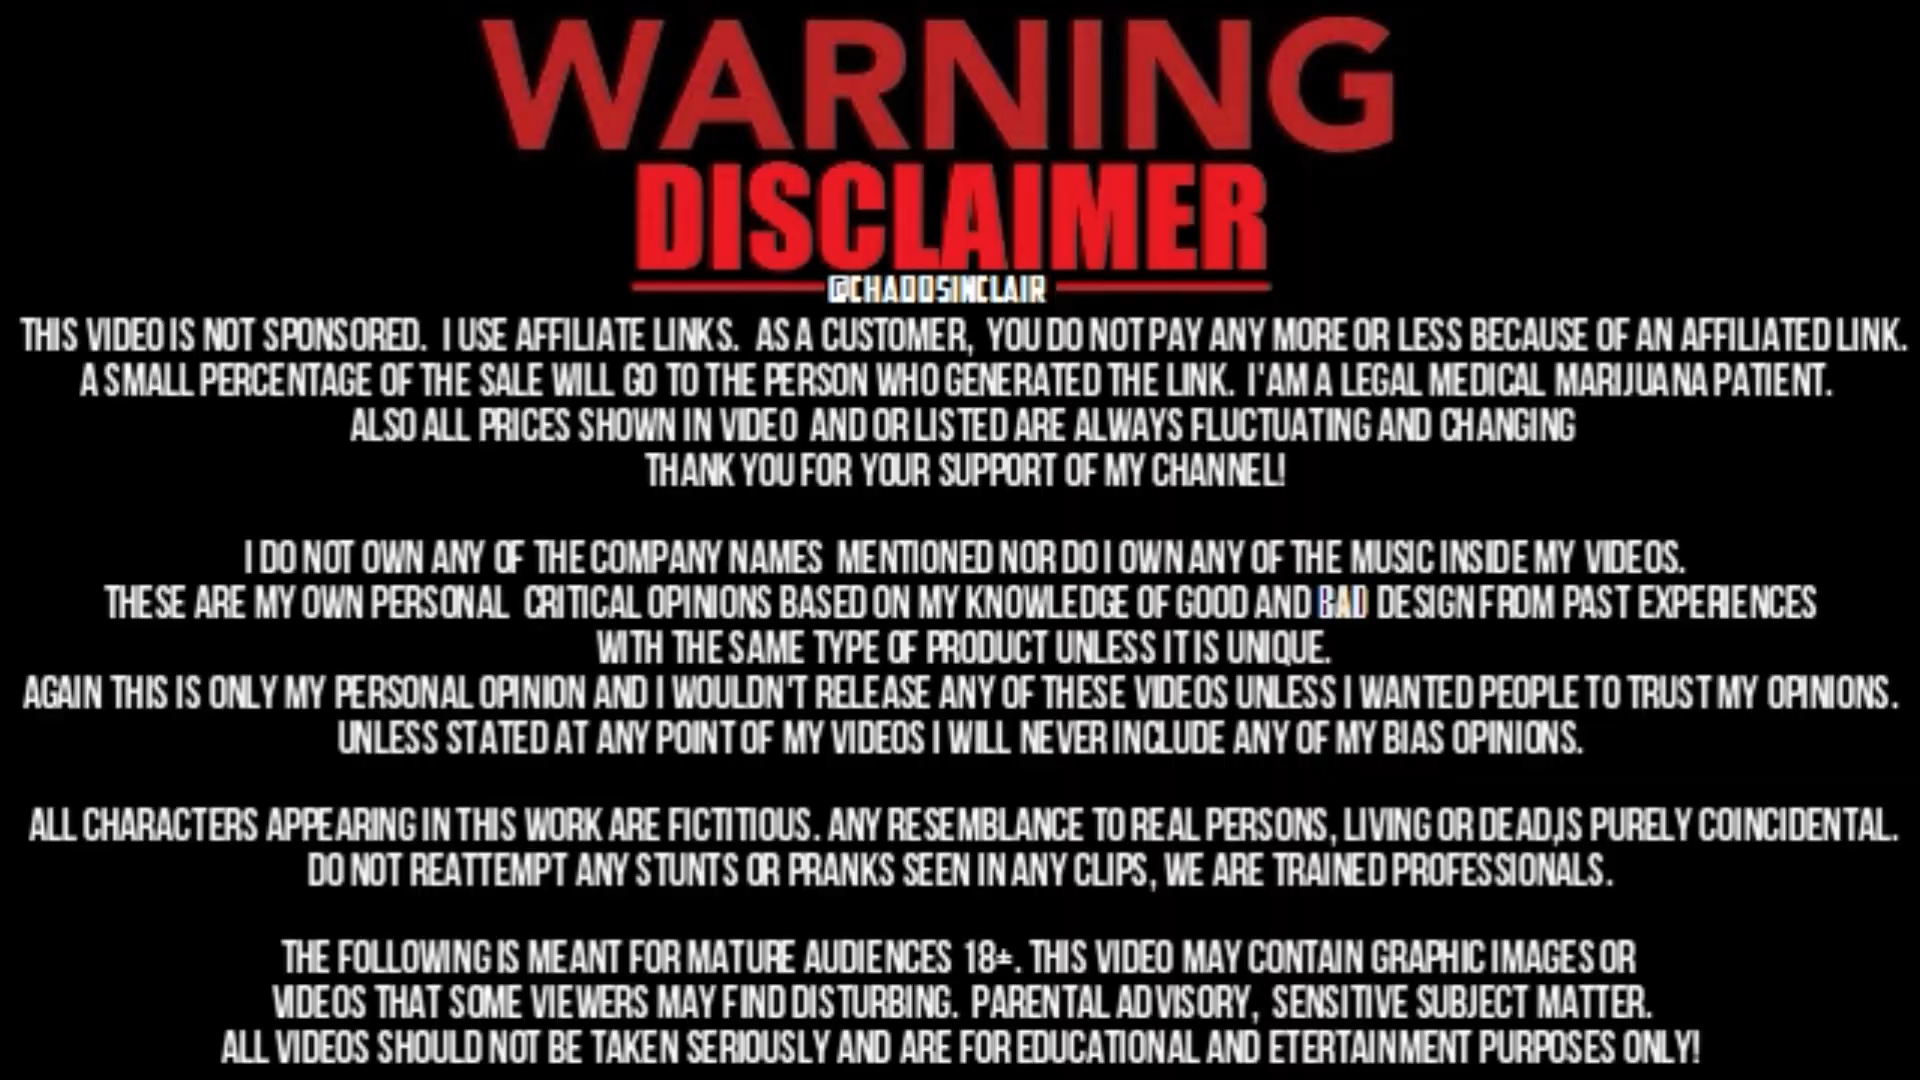 WARNING
DISCLAIMER
@CHADDSINCLAIR
THIS VIDEO IS NOT SPONSORED. I USE AFFILIATE LINKS. AS A CUSTOMER, YOU DO NOT PAY ANY MORE OR LESS BECAUSE OF AN AFFILIATED LINK.
A SMALL PERCENTAGE OF THE SALE WILL GO TO THE PERSON WHO GENERATED THE LINK. I'AM A LEGAL MEDICAL MARIJUANA PATIENT.
ALSO ALL PRICES SHOWN IN VIDEO AND OR LISTED ARE ALWAYS FLUCTUATING AND CHANGING
THANK YOU FOR YOUR SUPPORT OF MY CHANNEL!
I DO NOT OWN ANY OF THE COMPANY NAMES MENTIONED NOR DO I OWN ANY OF THE MUSIC INSIDE MY VIDEOS.
THESE ARE MY OWN PERSONAL CRITICAL OPINIONS BASED ON MY KNOWLEDGE OF GOOD AND BAD DESIGN FROM PAST EXPERIENCES
WITH THE SAME TYPE OF PRODUCT UNLESS IT IS UNIQUE.
AGAIN THIS IS ONLY MY PERSONAL OPINION AND I WOULDN'T RELEASE ANY OF THESE VIDEOS UNLESS I WANTED PEOPLE TO TRUST MY OPINIONS.
UNLESS STATED AT ANY POINT OF MY VIDEOS I WILL NEVER INCLUDE ANY OF MY BIAS OPINIONS.
ALL CHARACTERS APPEARING IN THIS WORK ARE FICTITIOUS. ANY RESEMBLANCE TO REAL PERSONS, LIVING OR DEAD,IS PURELY COINCIDENTAL.
DO NOT REATTEMPT ANY STUNTS OR PRANKS SEEN IN ANY CLIPS, WE ARE TRAINED PROFESSIONALS.
THE FOLLOWING IS MEANT FOR MATURE AUDIENCES 18+. THIS VIDEO MAY CONTAIN GRAPHIC IMAGES OR
VIDEOS THAT SOME VIEWERS MAY FIND DISTURBING. PARENTAL ADVISORY, SENSITIVE SUBJECT MATTER.
ALL VIDEOS SHOULD NOT BE TAKEN SERIOUSLY AND ARE FOR EDUCATIONAL AND ETERTAINMENT PURPOSES ONLY!